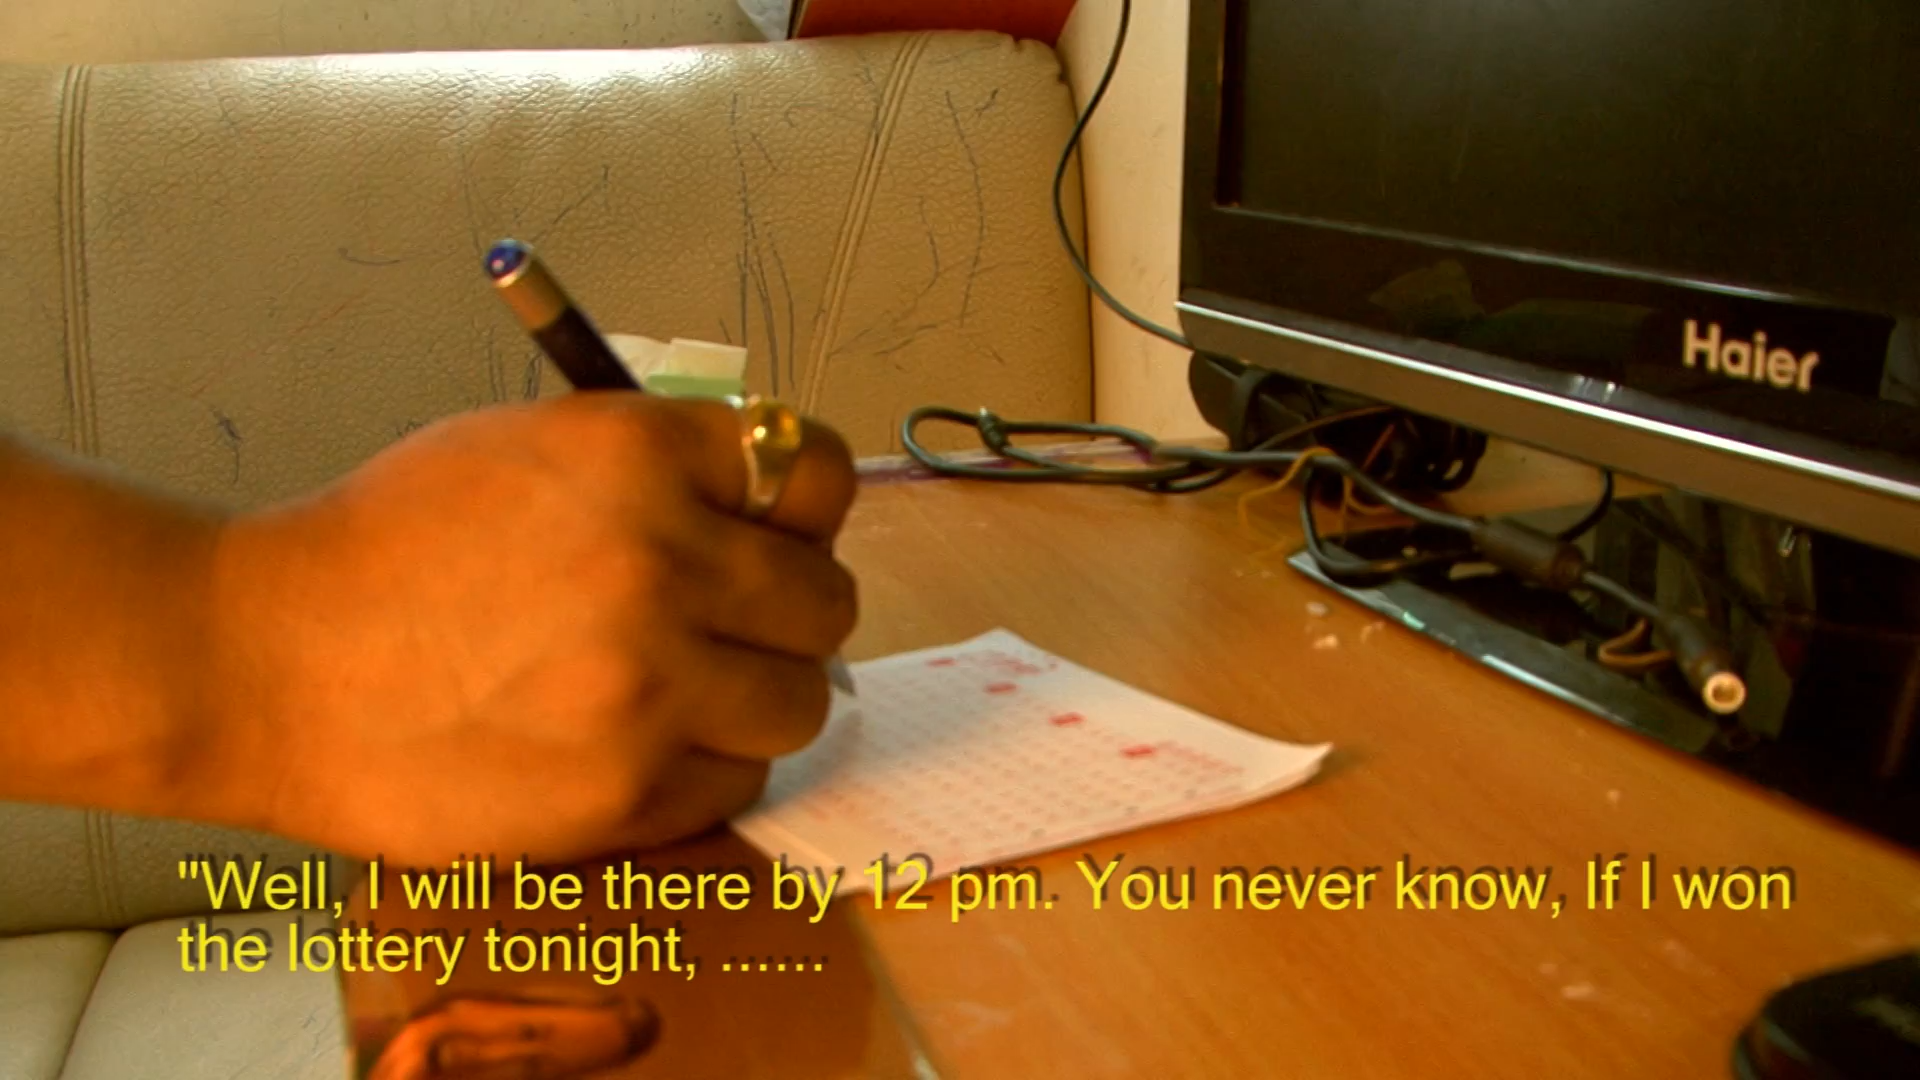 Haier
"Well, I will be there by 12 pm. You never know, If I won
the lottery tonight, ......